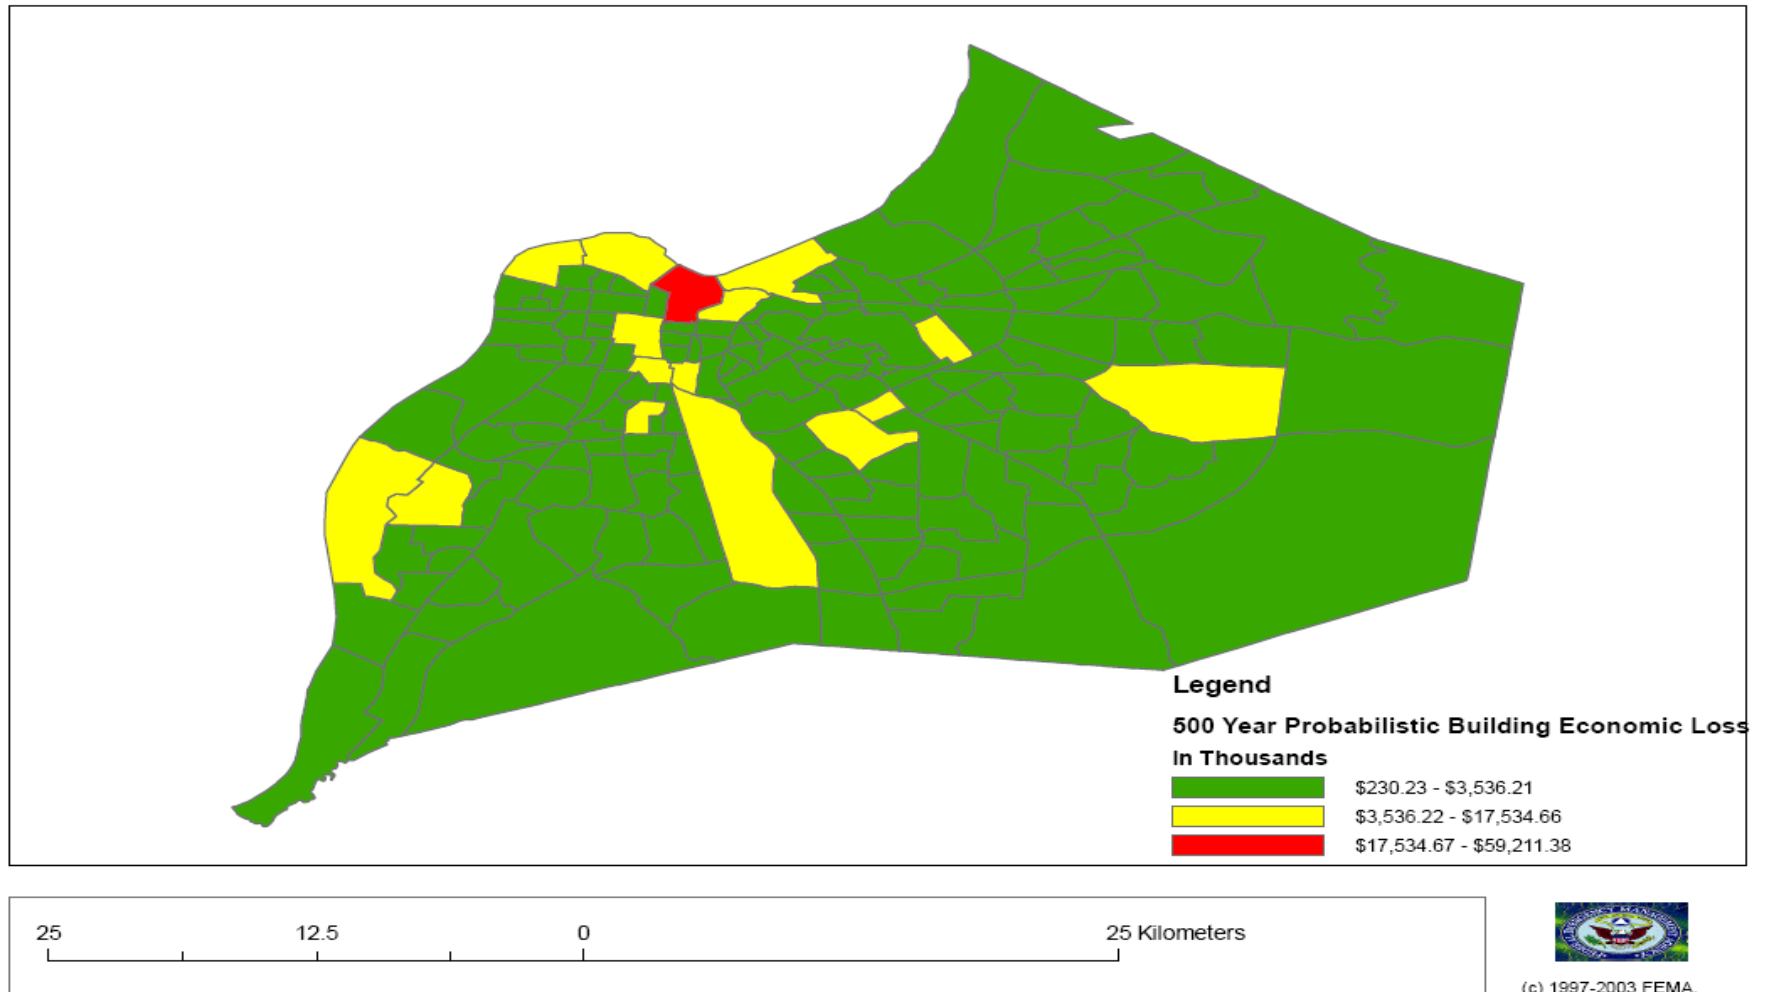 Legend
500 Year Probabilistic Building Economic Loss
In Thousands
$230.23 - $3,536.21
$3,536.22 - $17,534.66
$17,534.67 - $59,211.38
25 12.5 0 25 Kilometers
(c) 1997-2003 FEMA.